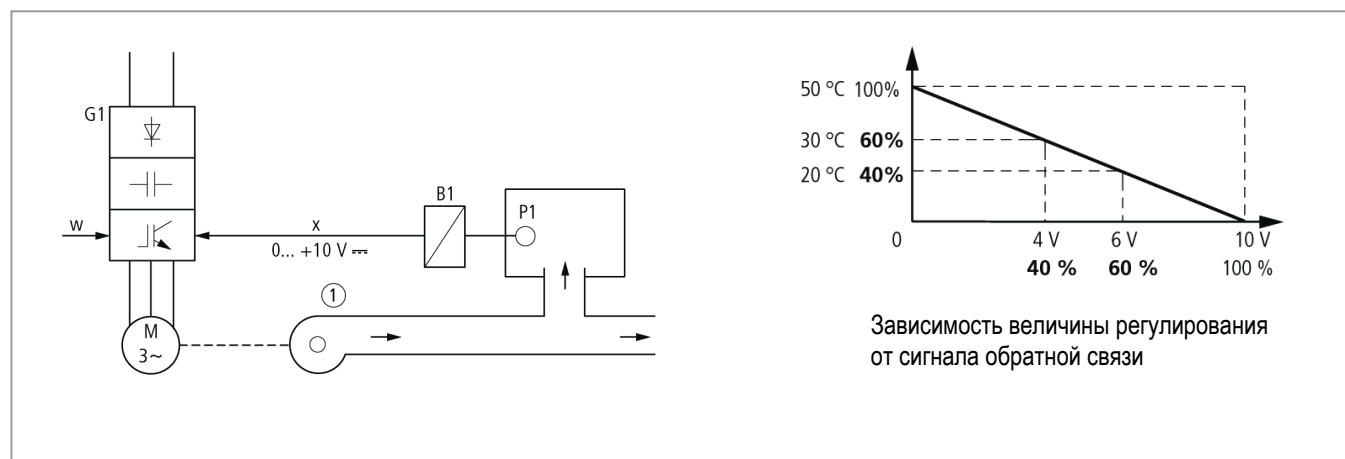 G1
w
x
0... +10 V ⎓
B1
P1
M
3~
1
50 °C 100%
30 °C 60%
20 °C 40%
0
4 V
6 V
10 V
40 %
60 %
100 %
Зависимость величины регулирования
от сигнала обратной связи